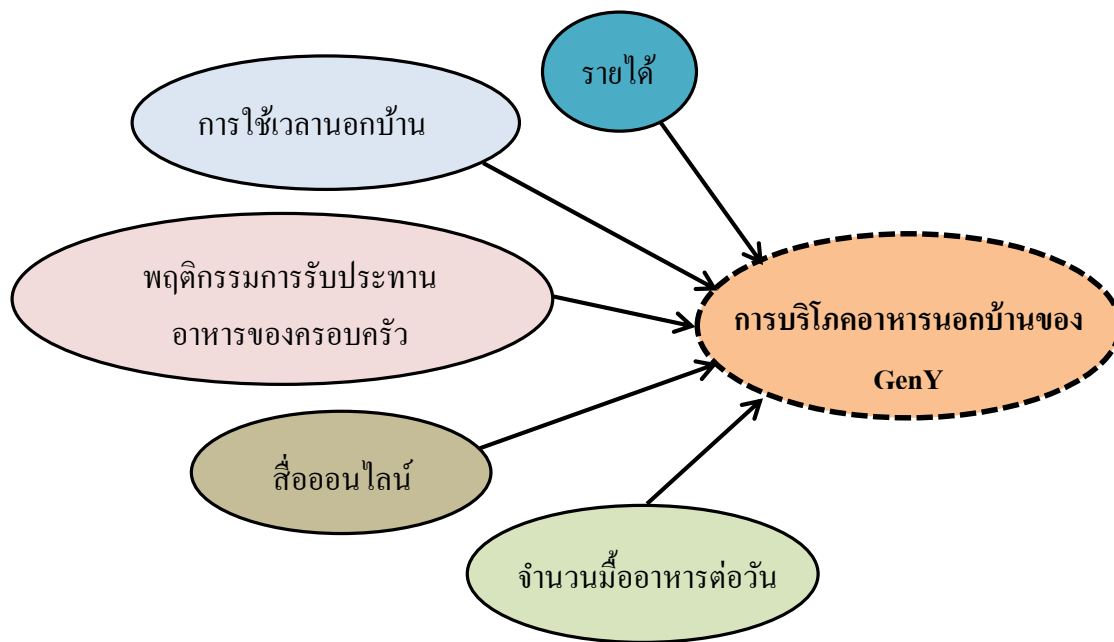 รายได้
การใช้เวลานอกบ้าน
พฤติกรรมการรับประทาน
อาหารของครอบครัว
การบริโภคอาหารนอกบ้านของ
GenY
สื่อออนไลน์
จำนวนมื้ออาหารต่อวัน